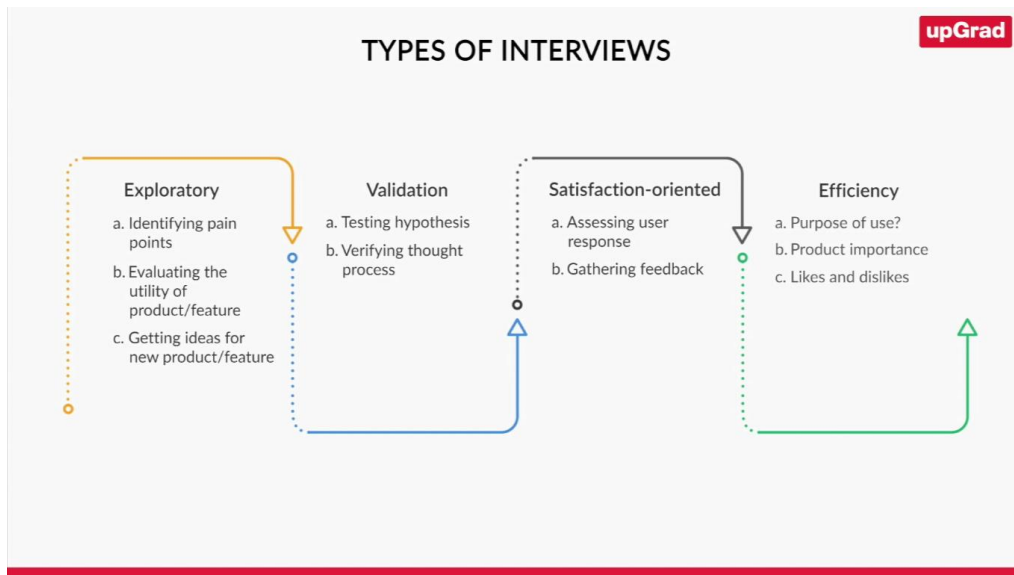 upGrad
TYPES OF INTERVIEWS
Exploratory
a. Identifying pain
points
b. Evaluating the
utility of
product/feature
c. Getting ideas for
new product/feature
Validation
a. Testing hypothesis
b. Verifying thought
process
Satisfaction-oriented
a. Assessing user
response
b. Gathering feedback
Efficiency
a. Purpose of use?
b. Product importance
c. Likes and dislikes